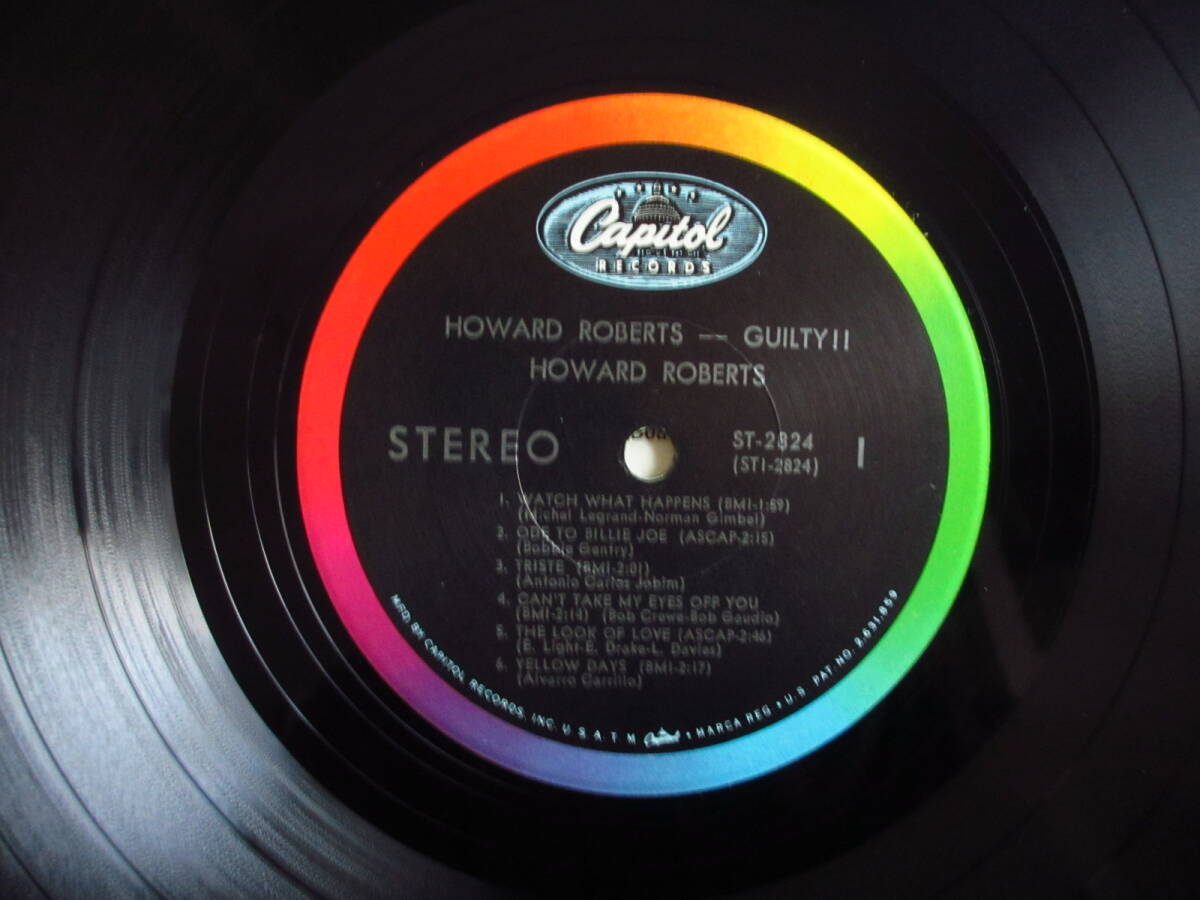 Capitol
RECORDS
HOWARD ROBERTS — GUILTY!!
HOWARD ROBERTS
STEREO
ST-2824
(ST1-2824)
1
1. WATCH WHAT HAPPENS (BMI-1:59)
(Michel Legrand-Norman Gimbel)
2. ODE TO BILLIE JOE (ASCAP-2:15)
(Bobbie Gentry)
3. TRISTE (BMI-2:01)
(Antonio Carlos Jobim)
4. CAN'T TAKE MY EYES OFF YOU
(BMI-2:14) (Bob Crewe-Bob Gaudio)
5. THE LOOK OF LOVE (ASCAP-2:46)
(E. Light-E. Drake-L. Davies)
6. YELLOW DAYS (BMI-2:17)
(Alvarro Carrillo)
MFD. BY CAPITOL RECORDS, INC. U.S.A. T.M. Capitol • MARCA REG. • U.S. PAT. NO. 2,631,859